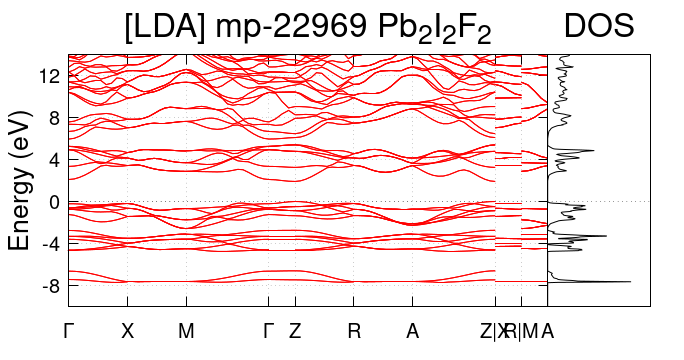 [LDA] mp-22969 Pb₂I₂F₂ DOS
Energy (eV)
12
8
4
0
-4
-8
Γ X M Γ Z R A Z|X R|M A